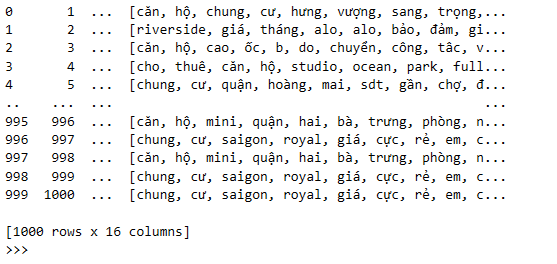 0 1 ... [căn, hộ, chung, cư, hưng, vượng, sang, trọng,...
1 2 ... [riverside, giá, tháng, alo, alo, bảo, đảm, gi...
2 3 ... [căn, hộ, cao, ốc, b, do, chuyển, công, tâc, v...
3 4 ... [cho, thuê, căn, hộ, studio, ocean, park, full...
4 5 ... [chung, cư, quận, hoàng, mai, sdt, gần, chợ, đ...
.. ... ... ...
995 996 ... [căn, hộ, mini, quận, hai, bà, trưng, phòng, n...
996 997 ... [chung, cư, saigon, royal, giá, cực, rẻ, em, c...
997 998 ... [căn, hộ, mini, quận, hai, bà, trưng, phòng, n...
998 999 ... [chung, cư, saigon, royal, giá, cực, rẻ, em, c...
999 1000 ... [chung, cư, saigon, royal, giá, cực, rẻ, em, c...
[1000 rows x 16 columns]
>>>